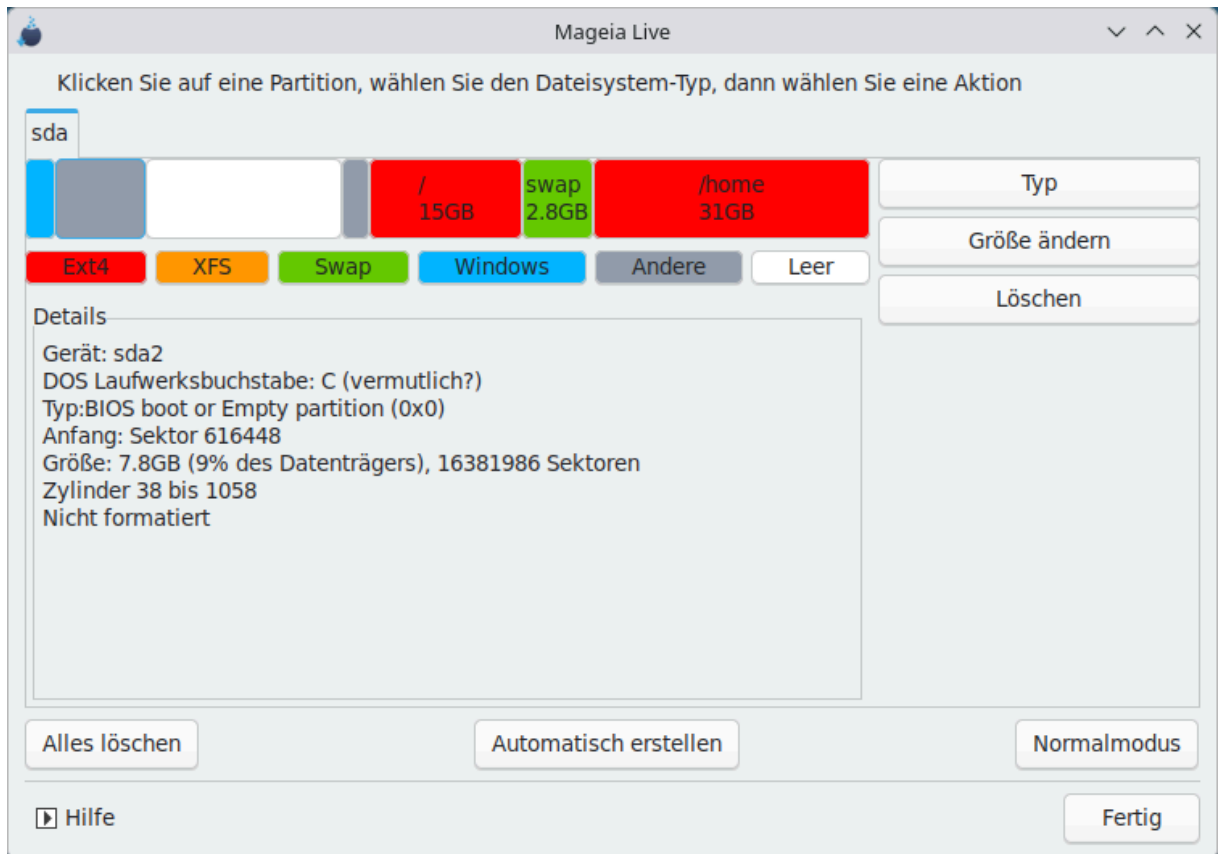 Mageia Live
Klicken Sie auf eine Partition, wählen Sie den Dateisystem-Typ, dann wählen Sie eine Aktion
sda
/
15GB
swap
2.8GB
/home
31GB
Typ
Größe ändern
Löschen
Ext4
XFS
Swap
Windows
Andere
Leer
Details
Gerät: sda2
DOS Laufwerksbuchstabe: C (vermutlich?)
Typ:BIOS boot or Empty partition (0x0)
Anfang: Sektor 616448
Größe: 7.8GB (9% des Datenträgers), 16381986 Sektoren
Zylinder 38 bis 1058
Nicht formatiert
Alles löschen
Automatisch erstellen
Normalmodus
Hilfe
Fertig